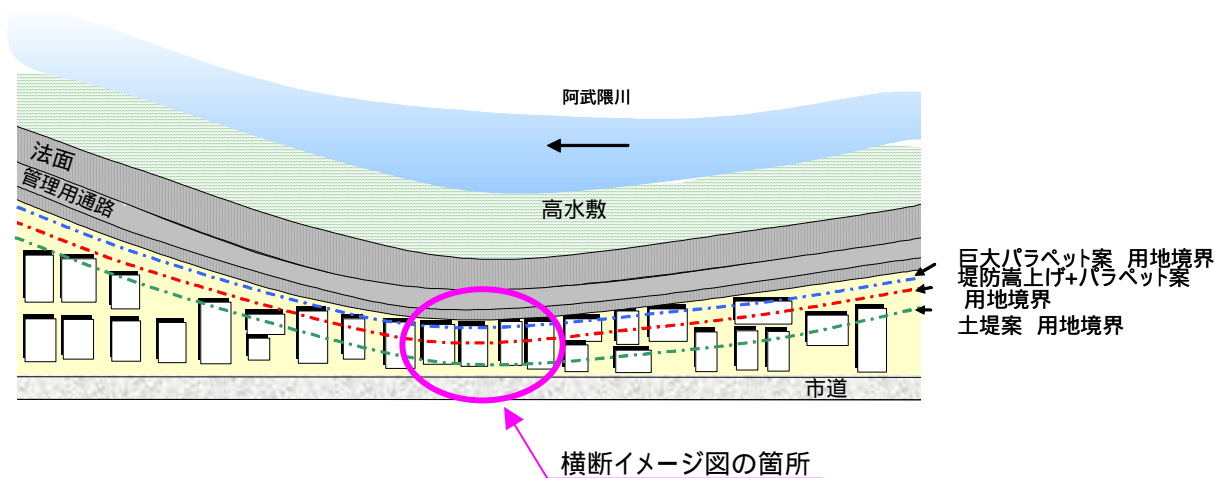 阿武隈川
法面
管理用通路
高水敷
巨大パラペット案 用地境界
堤防嵩上げ+パラペット案
用地境界
土堤案 用地境界
市道
横断イメージ図の箇所